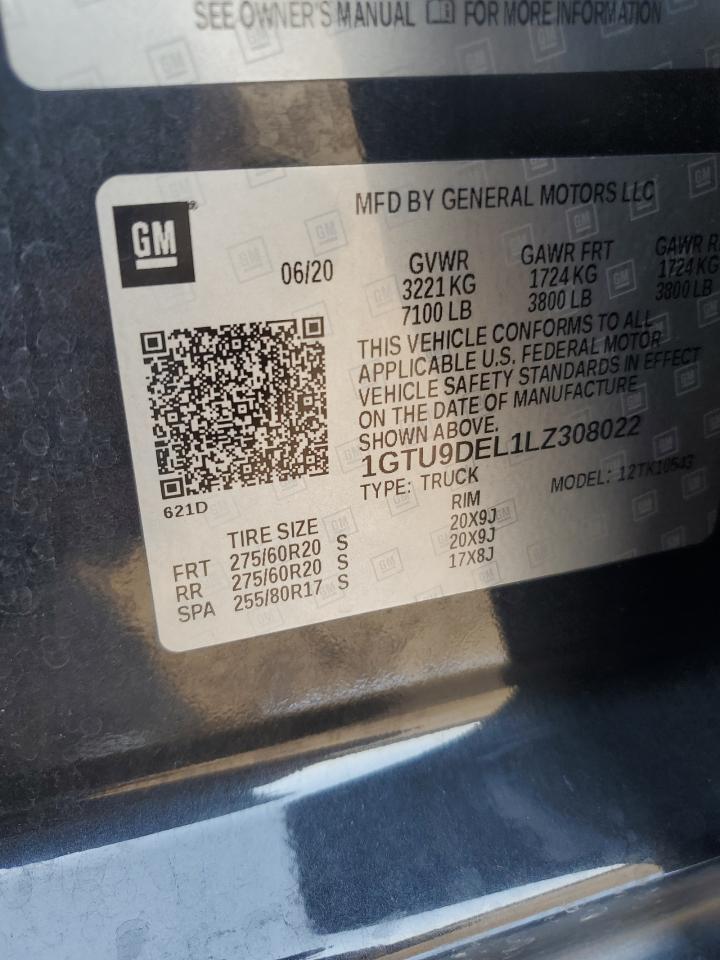 SEE OWNER'S MANUAL FOR MORE INFORMATION
GM
MFD BY GENERAL MOTORS LLC
06/20 GVWR GAWR FRT GAWR R
3221 KG 1724 KG 1724 KG
7100 LB 3800 LB 3800 LB
THIS VEHICLE CONFORMS TO ALL
APPLICABLE U.S. FEDERAL MOTOR
VEHICLE SAFETY STANDARDS IN EFFECT
ON THE DATE OF MANUFACTURE
SHOWN ABOVE.
1GTU9DEL1LZ308022
TYPE: TRUCK MODEL: 12TK10543
621D
TIRE SIZE RIM
FRT 275/60R20 S 20X9J
RR 275/60R20 S 20X9J
SPA 255/80R17 S 17X8J